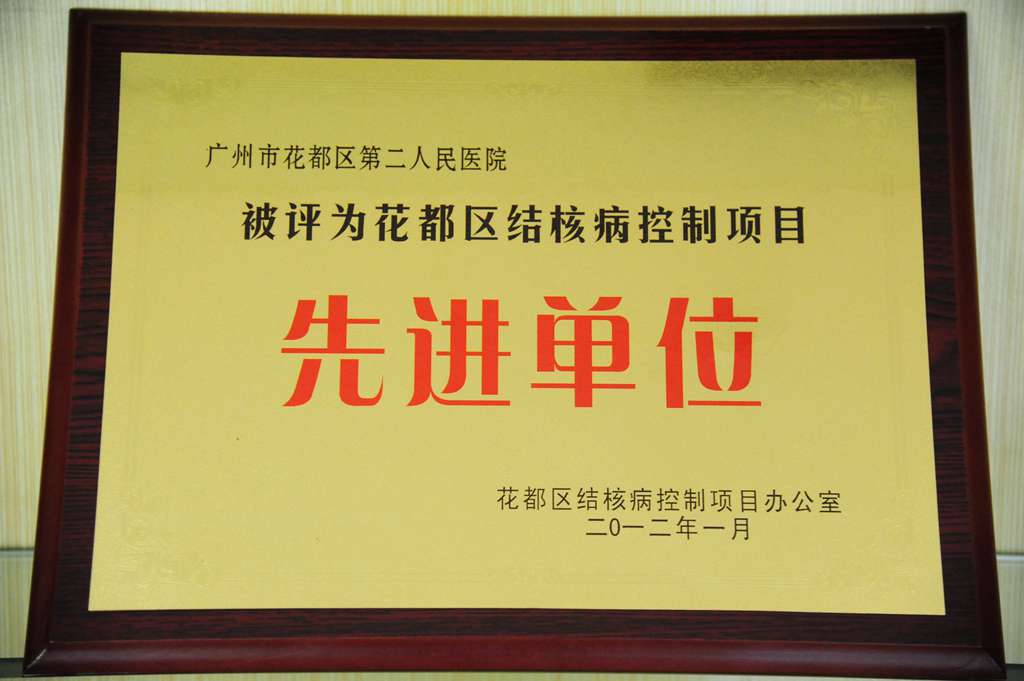 广州市花都区第二人民医院
被评为花都区结核病控制项目
先进单位
花都区结核病控制项目办公室
二0一二年一月